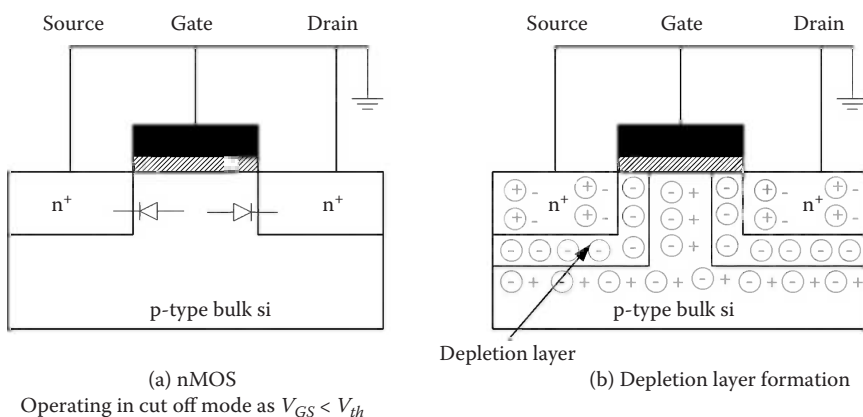 Source Gate Drain
n+ n+
p-type bulk si
(a) nMOS
Operating in cut off mode as VGS < Vth
Source Gate Drain
n+ n+
p-type bulk si
Depletion layer
(b) Depletion layer formation